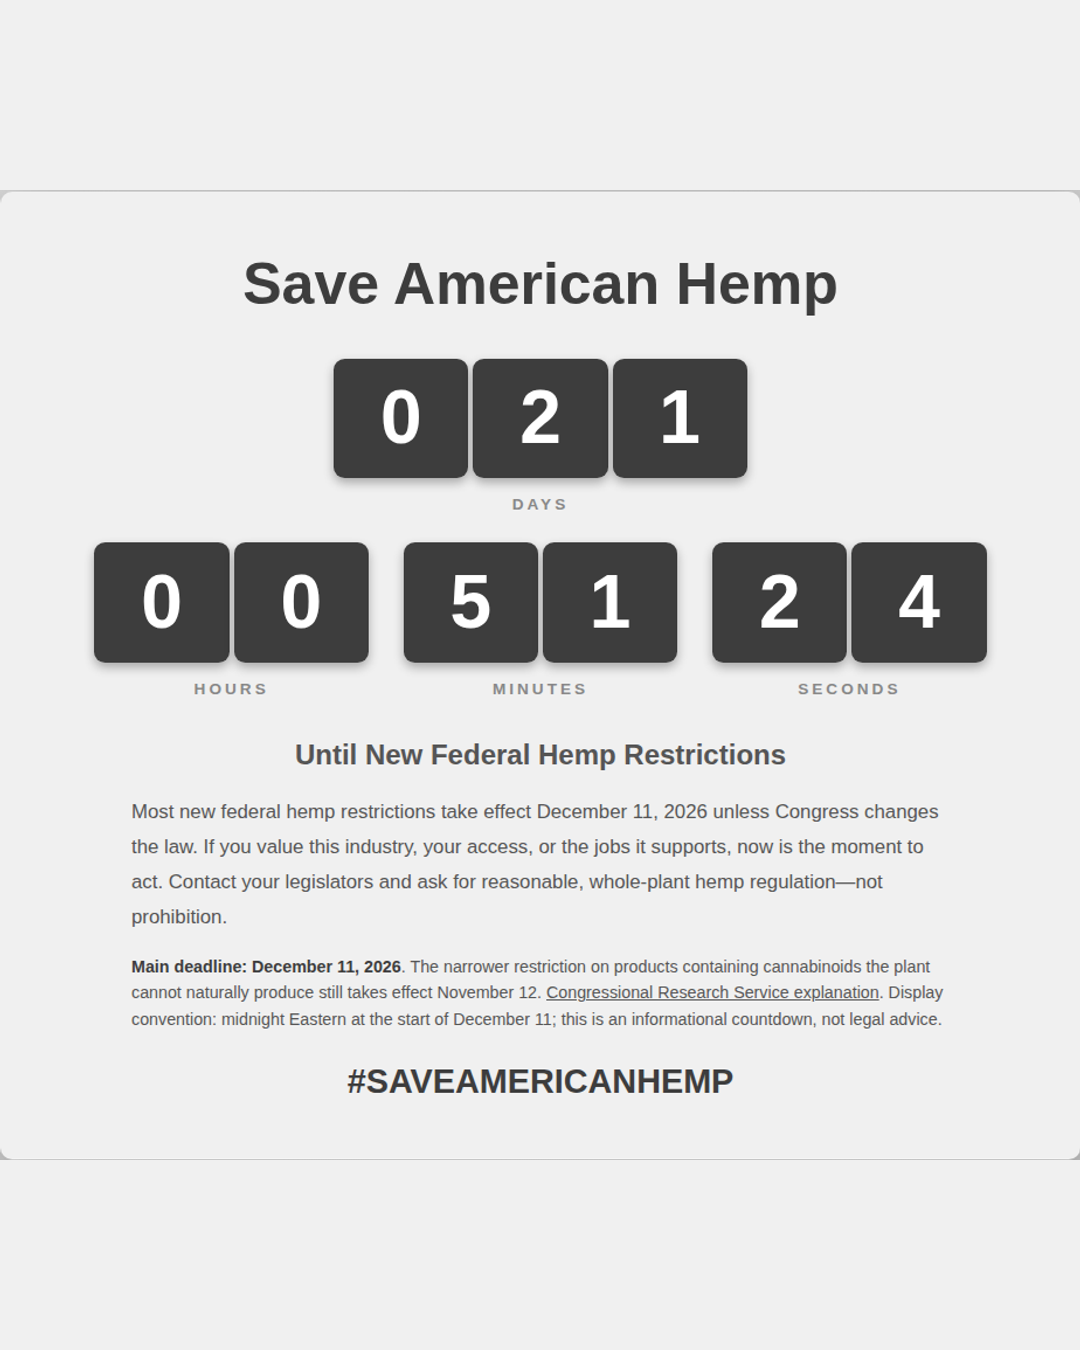 Save American Hemp
0 2 1
DAYS
0 0 5 1 2 4
HOURS MINUTES SECONDS
Until New Federal Hemp Restrictions
Most new federal hemp restrictions take effect December 11, 2026 unless Congress changes
the law. If you value this industry, your access, or the jobs it supports, now is the moment to
act. Contact your legislators and ask for reasonable, whole-plant hemp regulation—not
prohibition.
Main deadline: December 11, 2026. The narrower restriction on products containing cannabinoids the plant
cannot naturally produce still takes effect November 12. Congressional Research Service explanation. Display
convention: midnight Eastern at the start of December 11; this is an informational countdown, not legal advice.
#SAVEAMERICANHEMP